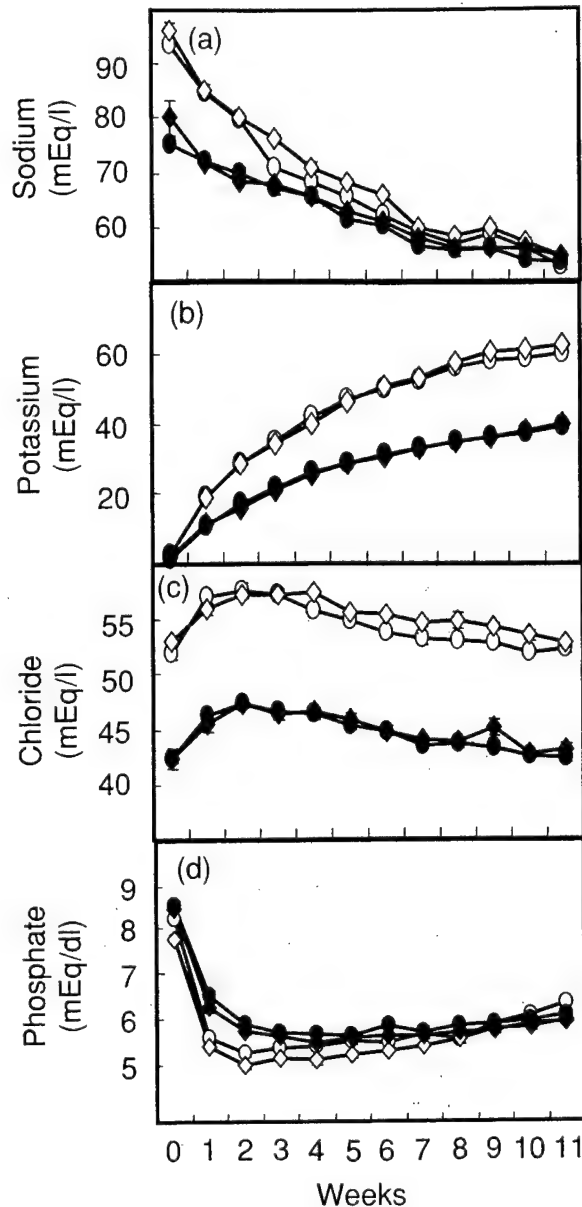 (a)
Sodium
(mEq/l)
90
80
70
60
(b)
Potassium
(mEq/l)
60
40
20
(c)
Chloride
(mEq/l)
55
50
45
40
(d)
Phosphate
(mEq/dl)
9
8
7
6
5
0 1 2 3 4 5 6 7 8 9 10 11
Weeks